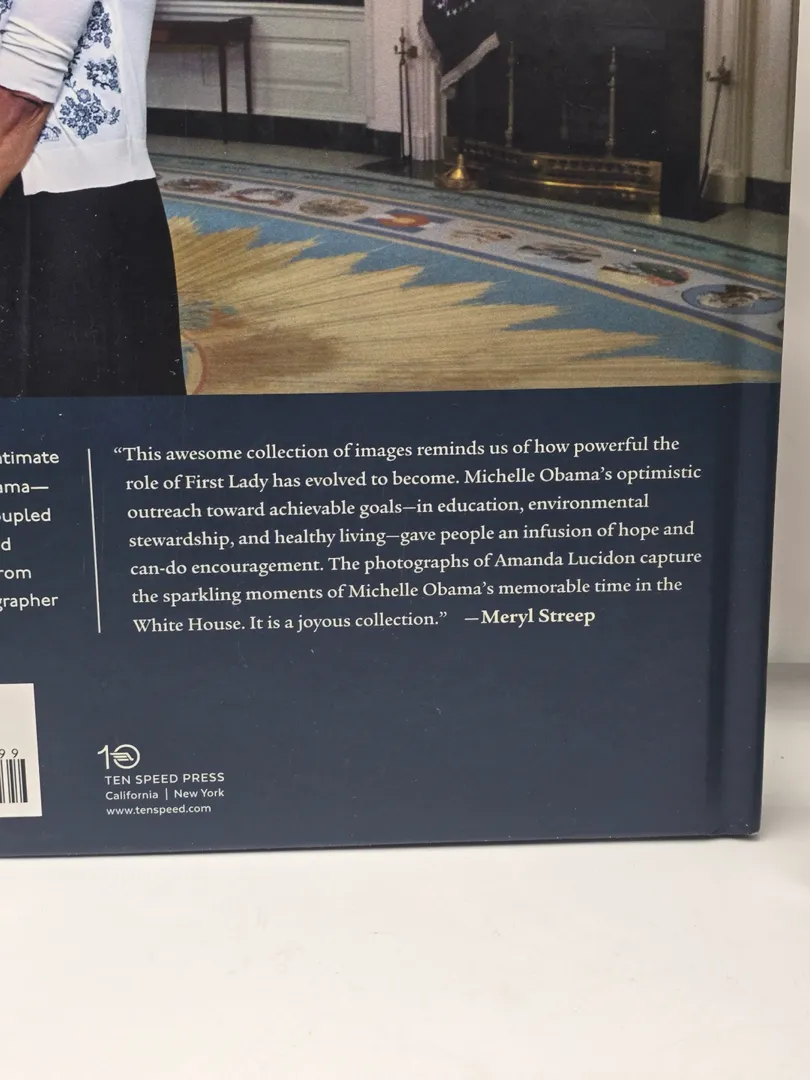 ntimate
ama—
oupled
d
rom
grapher
“This awesome collection of images reminds us of how powerful the
role of First Lady has evolved to become. Michelle Obama’s optimistic
outreach toward achievable goals—in education, environmental
stewardship, and healthy living—gave people an infusion of hope and
can-do encouragement. The photographs of Amanda Lucidon capture
the sparkling moments of Michelle Obama’s memorable time in the
White House. It is a joyous collection.” —Meryl Streep
99
10
TEN SPEED PRESS
California | New York
www.tenspeed.com